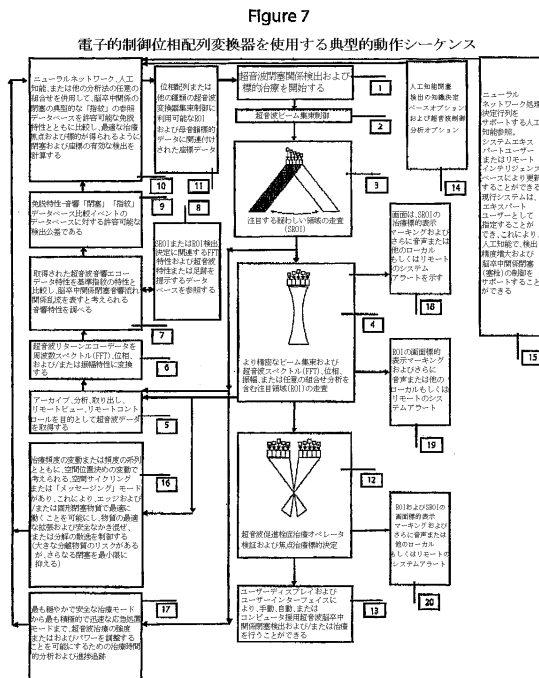 Figure 7
電子的制御位相配列変換器を使用する典型的動作シーケンス
ニューラルネットワーク、人工
知能、または他の分析法の任意の
組合せを併用して、脳卒中関係の
閉塞の典型的な「指紋」の参照
データベースを許容可能な免脱
特性とともに比較し、最適な治療
焦点および標的が得られるように
閉塞および座標の有効な検出を
計算する
10
位相配列または
他の種類の超音波
変換器集束制御に
利用可能なROI
および母音韻標的
データに関連付け
された座標データ
11
超音波閉塞関係検出および
標的治療を開始する
1
超音波ビーム集束制御
2
注目する疑わしい領域の走査
(SROI)
3
人工知能閉塞
検出の知識決定
ベースオプション
および超音波制御
分析オプション
14
ニューラル
ネットワーク処理
決定行列を
サポートする人工
知能参照。
システムエキス
パートユーザー
またはリモート
インテリジェンス
ベースにより更新
することができる
現行システムは、
エキスパート
ユーザーとして
指定することが
でき、これにより、
人工知能で、検出
精度増大および
脳卒中関係閉塞
(塞栓)の制御を
サポートすること
ができる
15
免脱特性-音響「閉塞」「指紋」
データベース比較イベントの
データベースに対する許容可能な
検出公差である
9
8
SROIまたはROI検出
決定に関連するFFT
特性および超音波
特性または足跡を
提示するデータ
ベースを参照する
取得された超音波音響エコー
データ特性を基準指紋の特性と
比較し、脳卒中関係閉塞音響流れ
関係乱流を表すと考えられる
音響特性を調べる
7
超音波リターンエコーデータを
周波数スペクトル(FFT)、位相、
および/または振幅特性に変換
する
6
アーカイブ、分析、取り出し、
リモートビュー、リモートコント
ロールを目的として超音波データを
取得する
5
より精密なビーム集束および
超音波スペクトル(FFT)、位相、
振幅、または任意の組合せ分析を
含む注目領域(ROI)の走査
4
画面は、SROIの
治療標的表示
マーキングおよび
さらに音声または
他のローカル
もしくはリモート
のシステム
アラートを示す
18
ROIの画面標的
表示マーキング
およびさらに
音声または他の
ローカルもしくは
リモートのシス
テムアラート
19
治療頻度の変動または頻度の系列
とともに、空間位置決めの変動で
考えられる、空間サイクリング
または「メッセージング」モード
があり、これにより、エッジおよび
/または固形閉塞物質で最適に
働くことを可能にし、物質の最適
な拡張および安全なかき混ぜ、
または分解の散逸を制御する
(大きな分離物質のリスクがある
が、さらなる閉塞を最小限に
抑える)
16
超音波促進栓症治療オペレータ
検証および焦点治療標的決定
12
ROIおよびSROIの
画面標的表示
マーキングおよび
さらに音声または
他のローカル
もしくはリモートの
システムアラート
20
最も穏やかで安全な治療モード
から最も積極的で迅速な応急処置
モードまで、超音波治療の強度
またはおよびパワーを調整する
ことを可能にするための治療時間
的分析および進捗追跡
17
ユーザーディスプレイおよび
ユーザーインターフェイスに
より、手動、自動、または
コンピュータ援用超音波脳卒中
関係閉塞検出および/または治療
を行うことができる
13